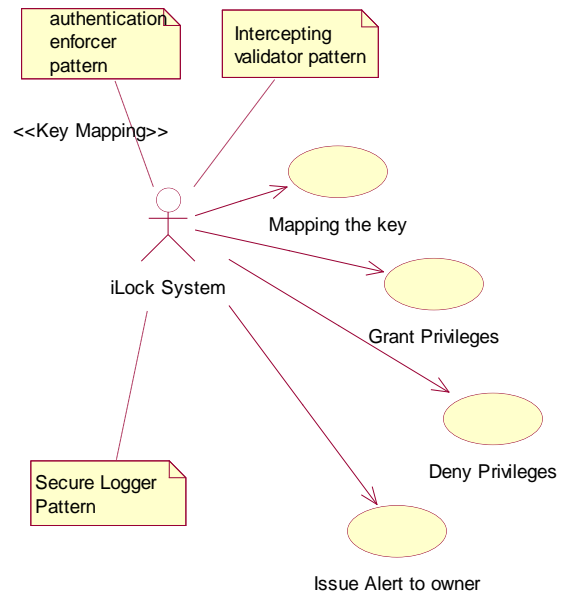 authentication
enforcer
pattern
Intercepting
validator pattern
<<Key Mapping>>
Mapping the key
iLock System
Grant Privileges
Deny Privileges
Secure Logger
Pattern
Issue Alert to owner